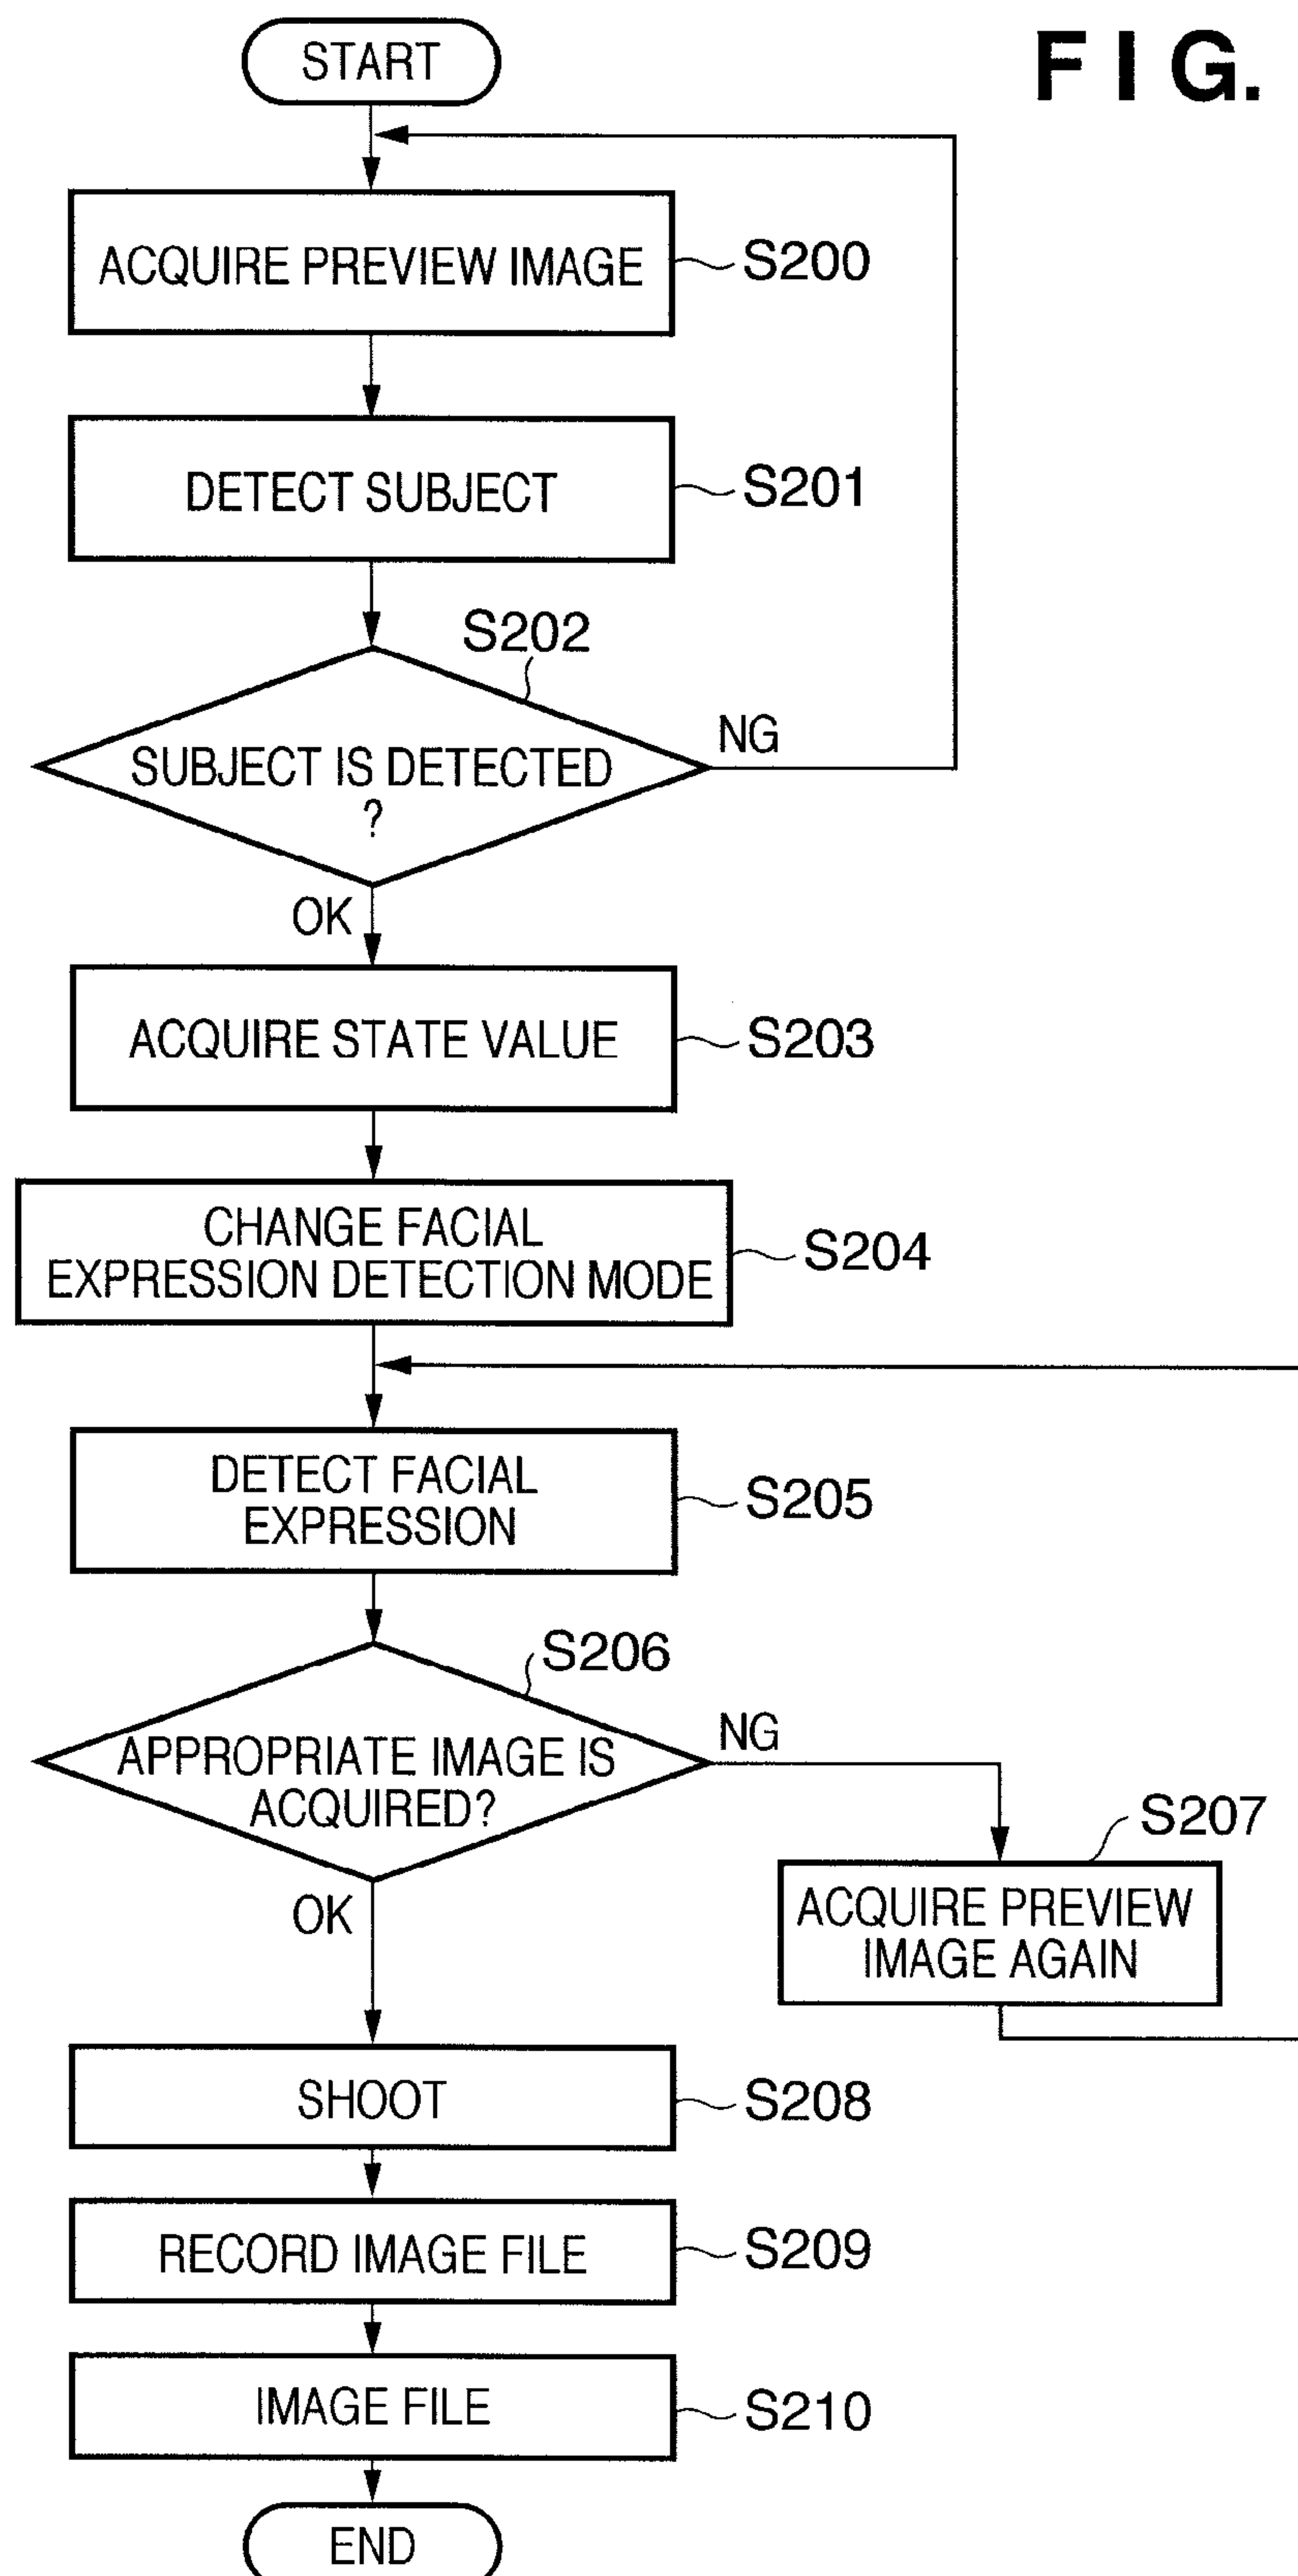 START
FIG.
ACQUIRE PREVIEW IMAGE
S200
DETECT SUBJECT
S201
S202
SUBJECT IS DETECTED
?
NG
OK
ACQUIRE STATE VALUE
S203
CHANGE FACIAL
EXPRESSION DETECTION MODE
S204
DETECT FACIAL
EXPRESSION
S205
S206
APPROPRIATE IMAGE IS
ACQUIRED?
NG
S207
ACQUIRE PREVIEW
IMAGE AGAIN
OK
SHOOT
S208
RECORD IMAGE FILE
S209
IMAGE FILE
S210
END